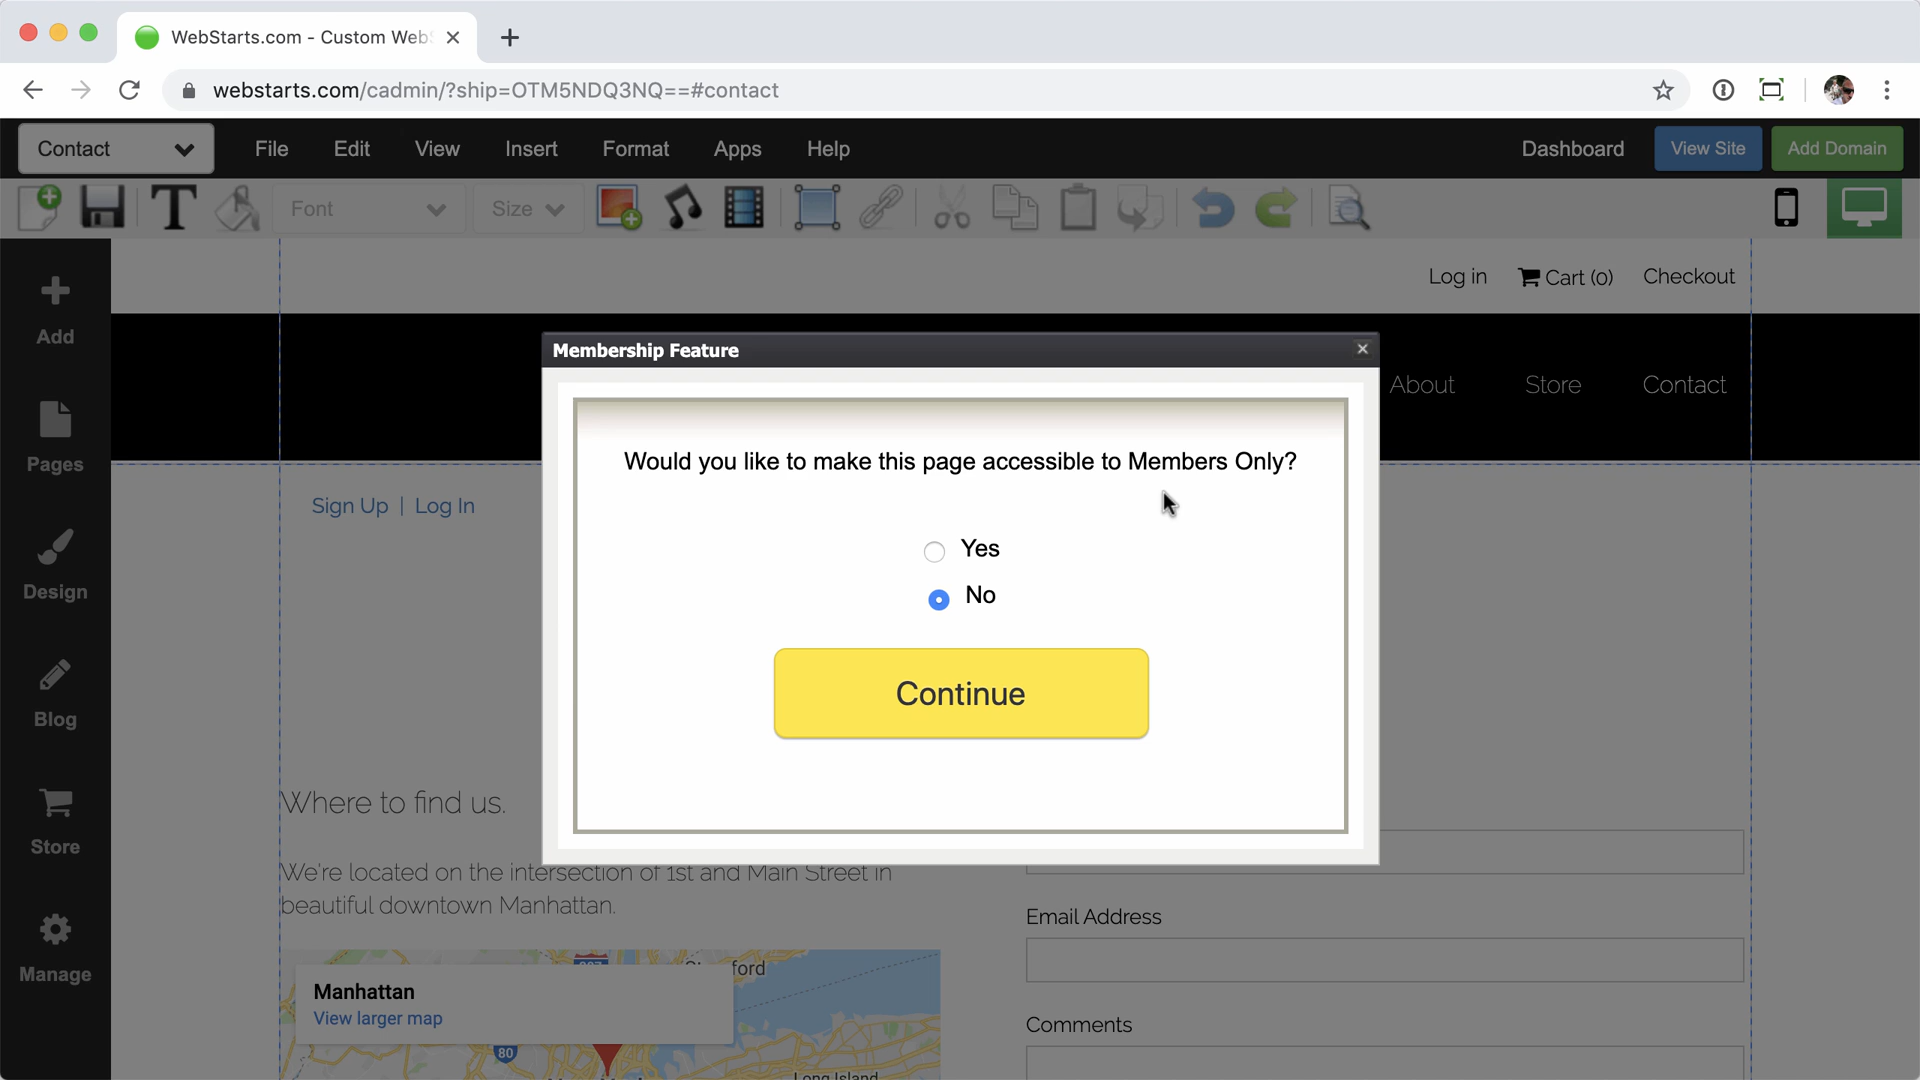 WebStarts.com - Custom Web
webstarts.com/cadmin/?ship=OTM5NDQ3NQ==#contact
Contact File Edit View Insert Format Apps Help Dashboard View Site Add Domain
Font Size
Add
Pages
Design
Blog
Store
Manage
Log in Cart (0) Checkout
About Store Contact
Sign Up | Log In
Membership Feature
Would you like to make this page accessible to Members Only?
Yes
No
Continue
Where to find us.
We're located on the intersection of 1st and Main Street in
beautiful downtown Manhattan.
Manhattan
View larger map
80
Long Island
Email Address
Comments